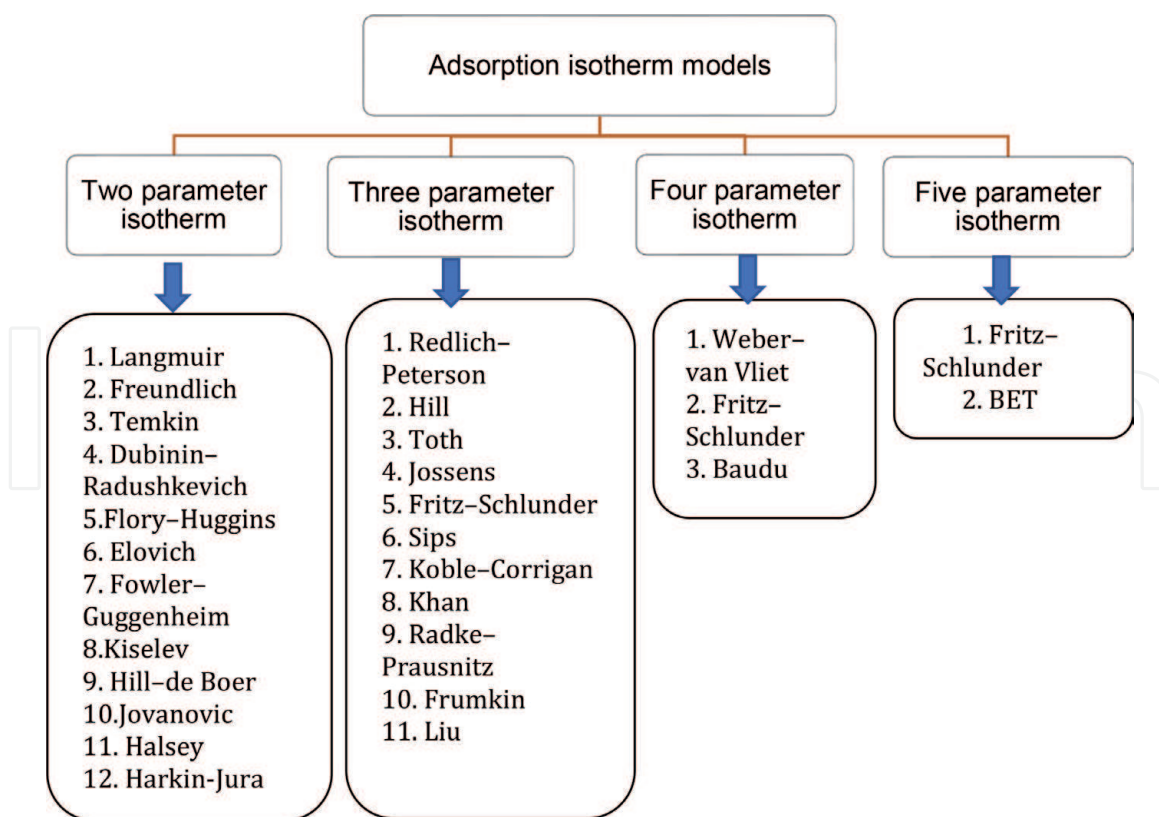 Adsorption isotherm models
Two parameter
isotherm
Three parameter
isotherm
Four parameter
isotherm
Five parameter
isotherm
1. Langmuir
2. Freundlich
3. Temkin
4. Dubinin–
Radushkevich
5.Flory–Huggins
6. Elovich
7. Fowler–
Guggenheim
8.Kiselev
9. Hill–de Boer
10.Jovanovic
11. Halsey
12. Harkin-Jura
1. Redlich–
Peterson
2. Hill
3. Toth
4. Jossens
5. Fritz–Schlunder
6. Sips
7. Koble–Corrigan
8. Khan
9. Radke–
Prausnitz
10. Frumkin
11. Liu
1. Weber–
van Vliet
2. Fritz-
Schlunder
3. Baudu
1. Fritz-
Schlunder
2. BET